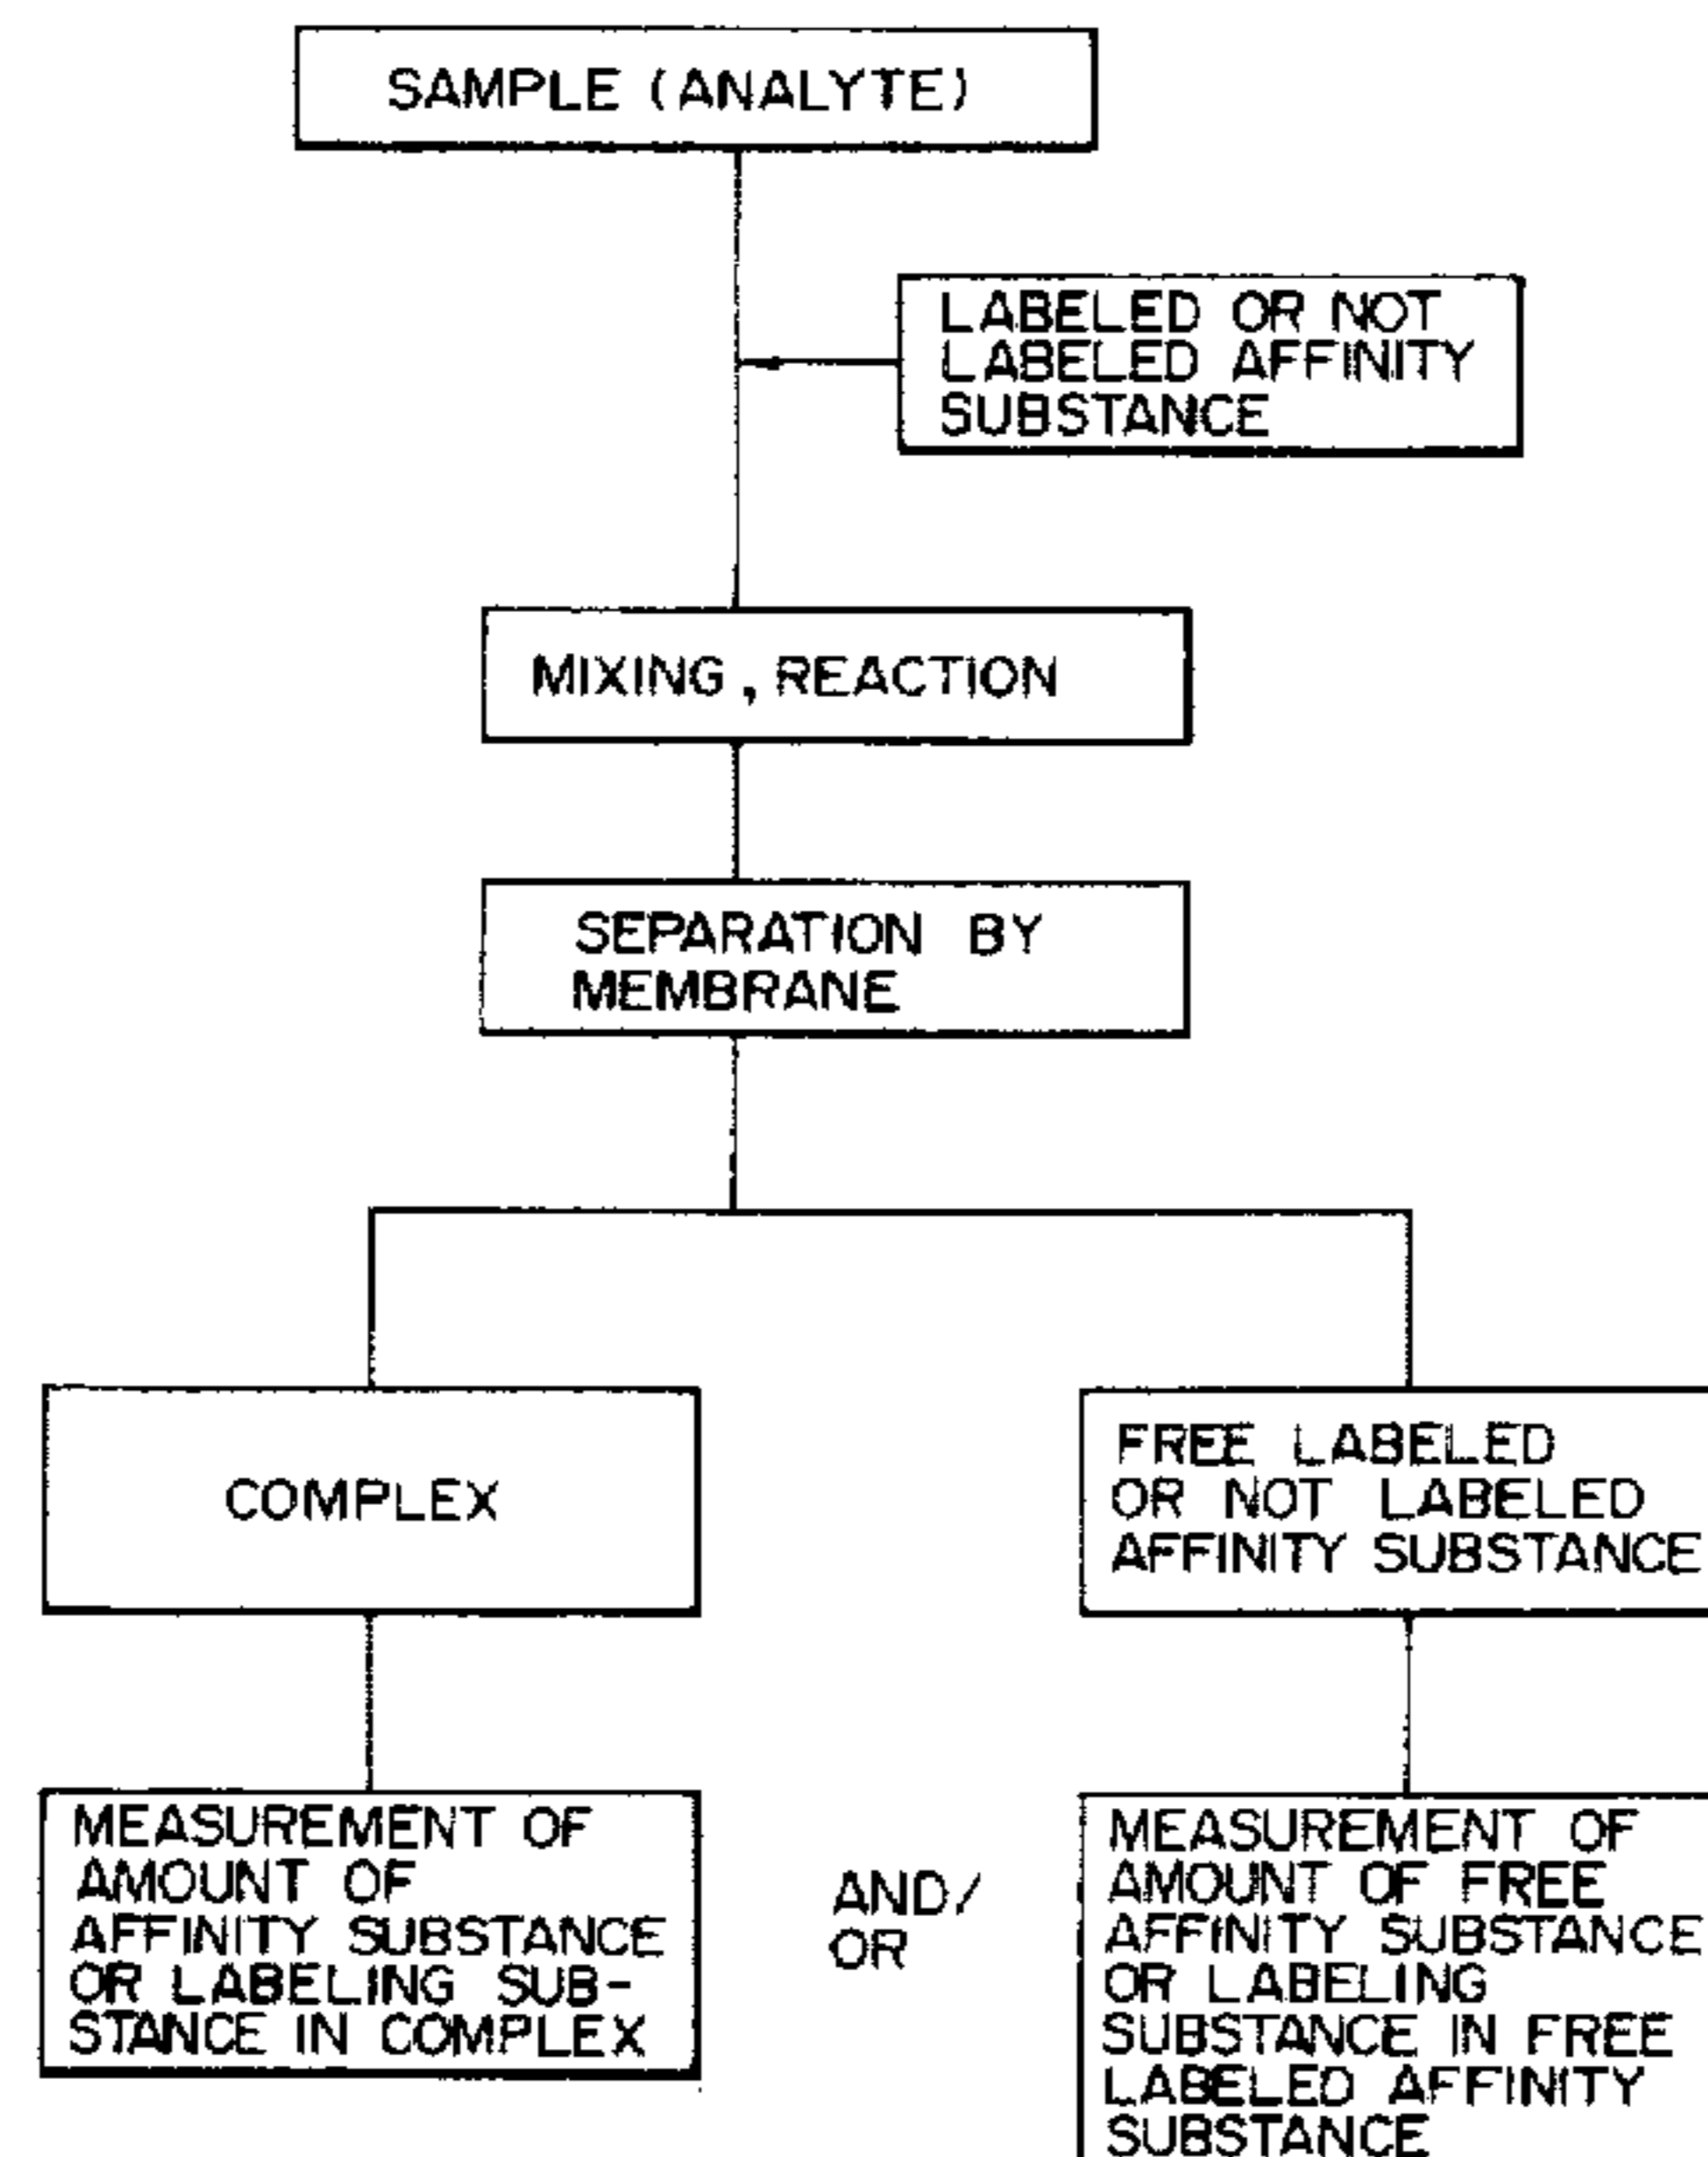 SAMPLE (ANALYTE)
LABELED OR NOT
LABELED AFFINITY
SUBSTANCE
MIXING, REACTION
SEPARATION BY
MEMBRANE
COMPLEX
FREE LABELED
OR NOT LABELED
AFFINITY SUBSTANCE
MEASUREMENT OF
AMOUNT OF
AFFINITY SUBSTANCE
OR LABELING SUB-
STANCE IN COMPLEX
AND/
OR
MEASUREMENT OF
AMOUNT OF FREE
AFFINITY SUBSTANCE
OR LABELING
SUBSTANCE IN FREE
LABELED AFFINITY
SUBSTANCE